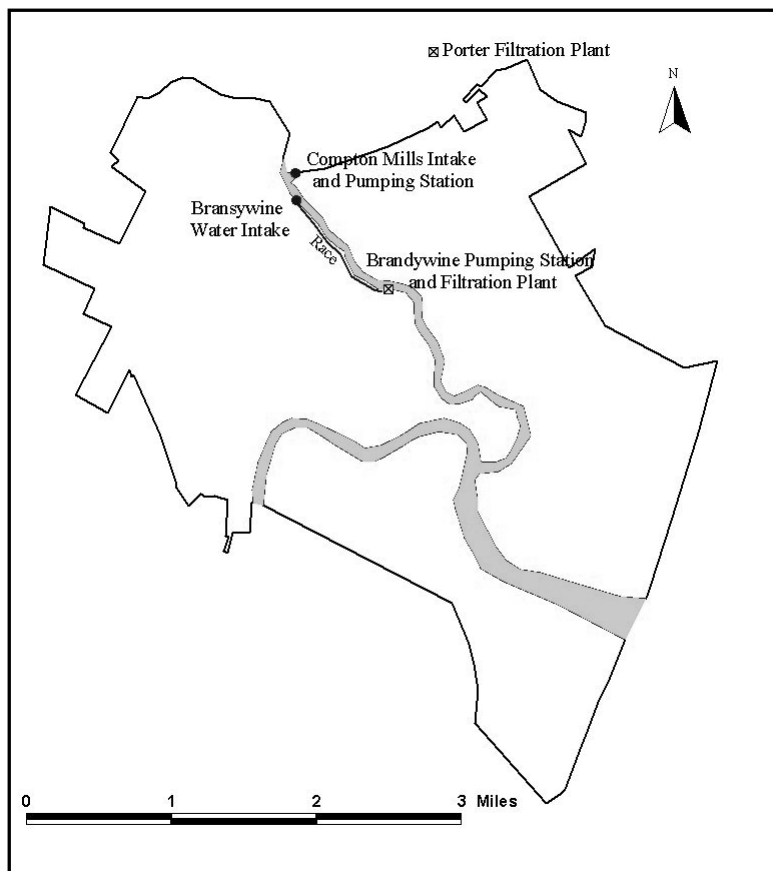 Porter Filtration Plant
N
Compton Mills Intake
and Pumping Station
Bransywine
Water Intake
Race
Brandywine Pumping Station
and Filtration Plant
0 1 2 3 Miles